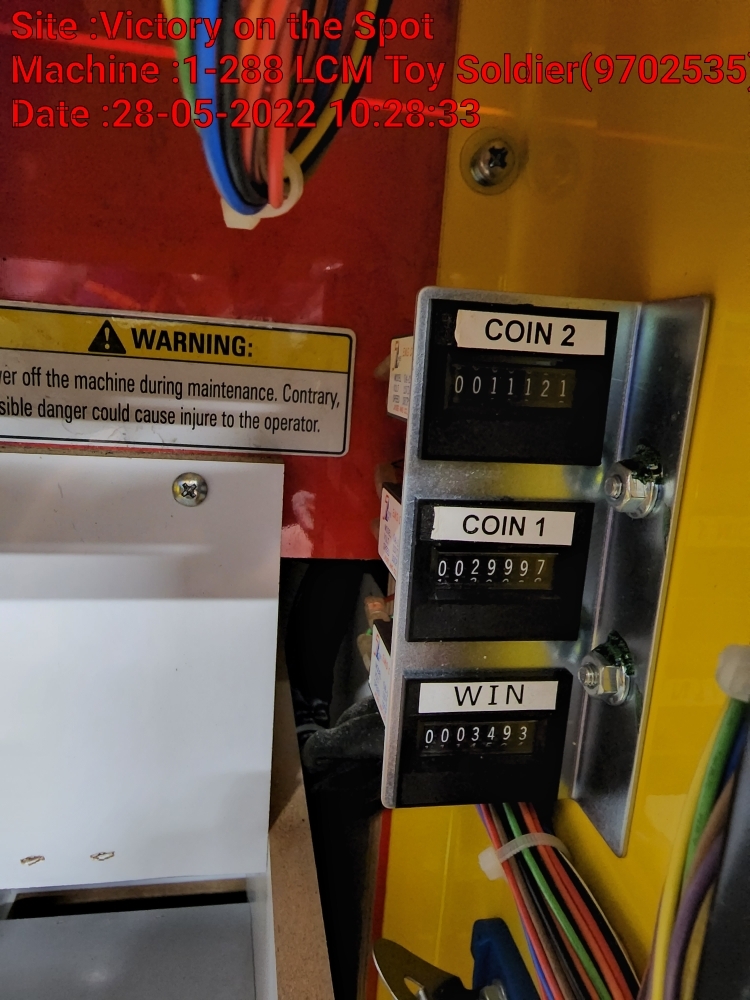 Site :Victory on the Spot
Machine :1-288 LCM Toy Soldier(9702535)
Date :28-05-2022 10:28:33
WARNING:
wer off the machine during maintenance. Contrary,
sible danger could cause injure to the operator.
COIN 2
0011121
COIN 1
0029997
WIN
0003493